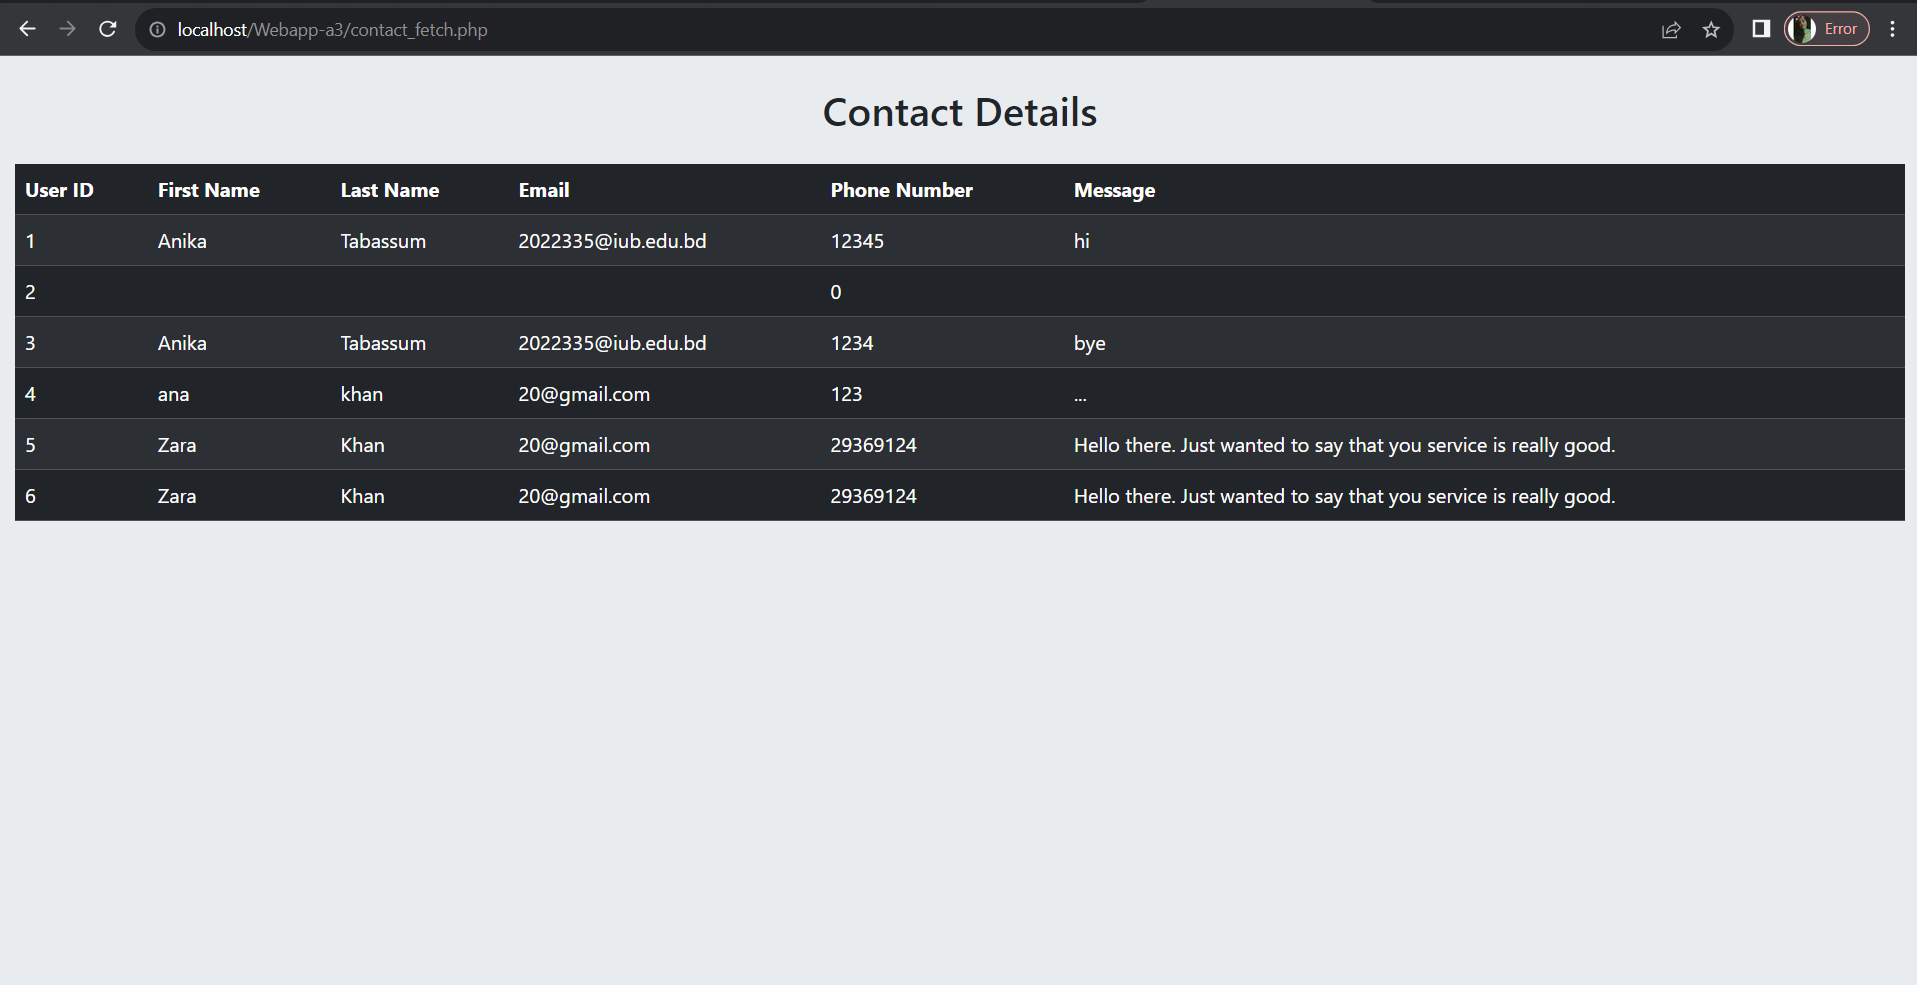 localhost/Webapp-a3/contact_fetch.php Error
Contact Details
User ID First Name Last Name Email Phone Number Message
1 Anika Tabassum 2022335@iub.edu.bd 12345 hi
2 0
3 Anika Tabassum 2022335@iub.edu.bd 1234 bye
4 ana khan 20@gmail.com 123 ...
5 Zara Khan 20@gmail.com 29369124 Hello there. Just wanted to say that you service is really good.
6 Zara Khan 20@gmail.com 29369124 Hello there. Just wanted to say that you service is really good.